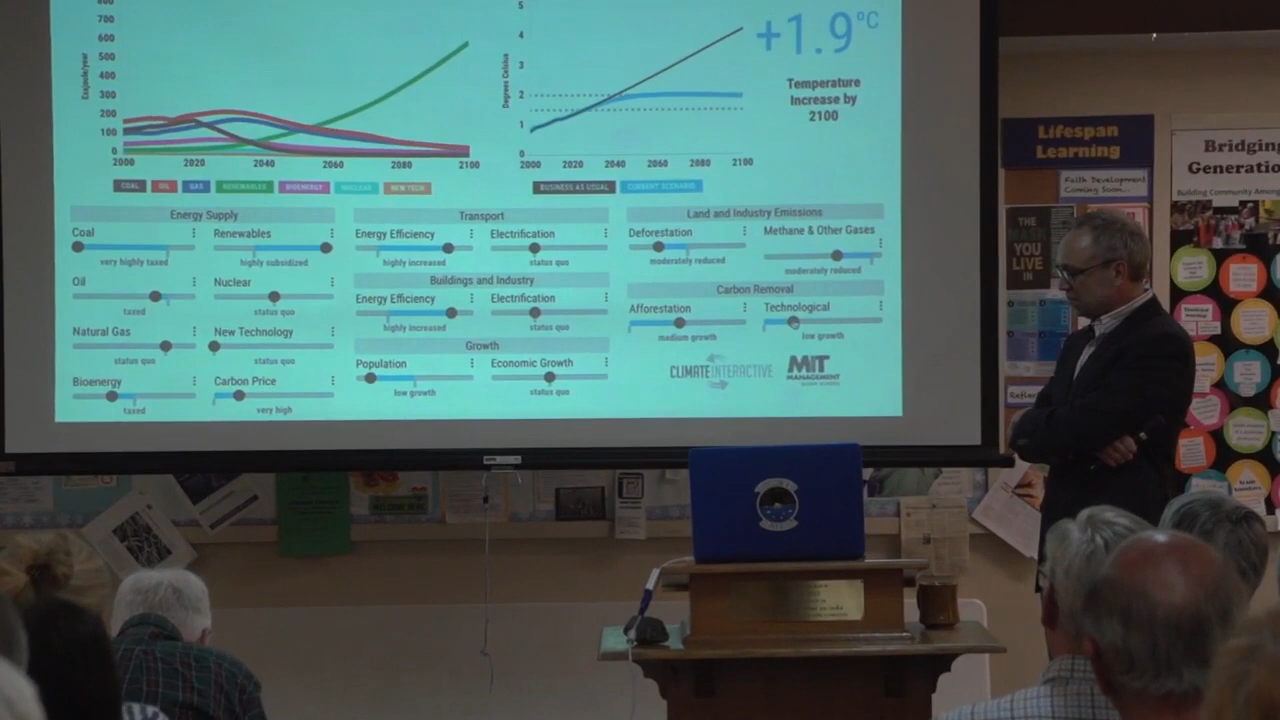 800
700
600
500
400
300
200
100
0
Exajoule/year
2000 2020 2040 2060 2080 2100
COAL OIL GAS RENEWABLES BIOENERGY NUCLEAR NEW TECH
5
4
3
2
1
0
Degrees Celsius
2000 2020 2040 2060 2080 2100
BUSINESS AS USUAL CURRENT SCENARIO
+1.9°C
Temperature
Increase by
2100
Energy Supply
Coal
very highly taxed
Renewables
highly subsidized
Oil
taxed
Nuclear
status quo
Natural Gas
status quo
New Technology
status quo
Bioenergy
taxed
Carbon Price
very high
Transport
Energy Efficiency
highly increased
Electrification
status quo
Buildings and Industry
Energy Efficiency
highly increased
Electrification
status quo
Growth
Population
low growth
Economic Growth
status quo
Land and Industry Emissions
Deforestation
moderately reduced
Methane & Other Gases
moderately reduced
Carbon Removal
Afforestation
medium growth
Technological
low growth
CLIMATE INTERACTIVE
MIT
MANAGEMENT
Lifespan
Learning
Faith Development
Coming Soon...
THE
YOU
LIVE
IN
Bridging
Generatio
Building Community Among